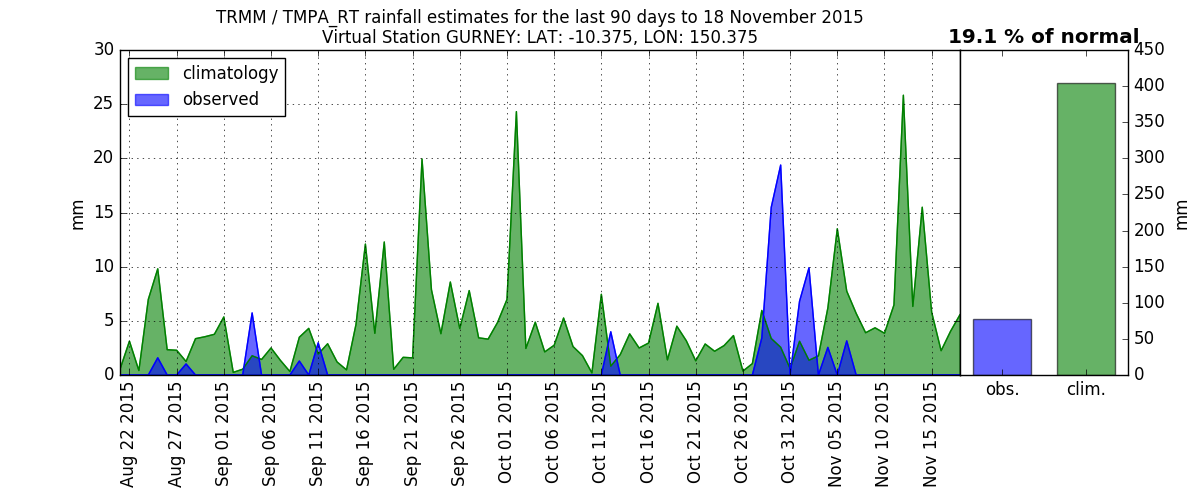 TRMM / TMPA_RT rainfall estimates for the last 90 days to 18 November 2015
Virtual Station GURNEY: LAT: -10.375, LON: 150.375
19.1 % of normal
climatology
observed
30
25
20
15
10
5
0
mm
Aug 22 2015
Aug 27 2015
Sep 01 2015
Sep 06 2015
Sep 11 2015
Sep 16 2015
Sep 21 2015
Sep 26 2015
Oct 01 2015
Oct 06 2015
Oct 11 2015
Oct 16 2015
Oct 21 2015
Oct 26 2015
Oct 31 2015
Nov 05 2015
Nov 10 2015
Nov 15 2015
obs.
clim.
450
400
350
300
250
200
150
100
50
0
mm